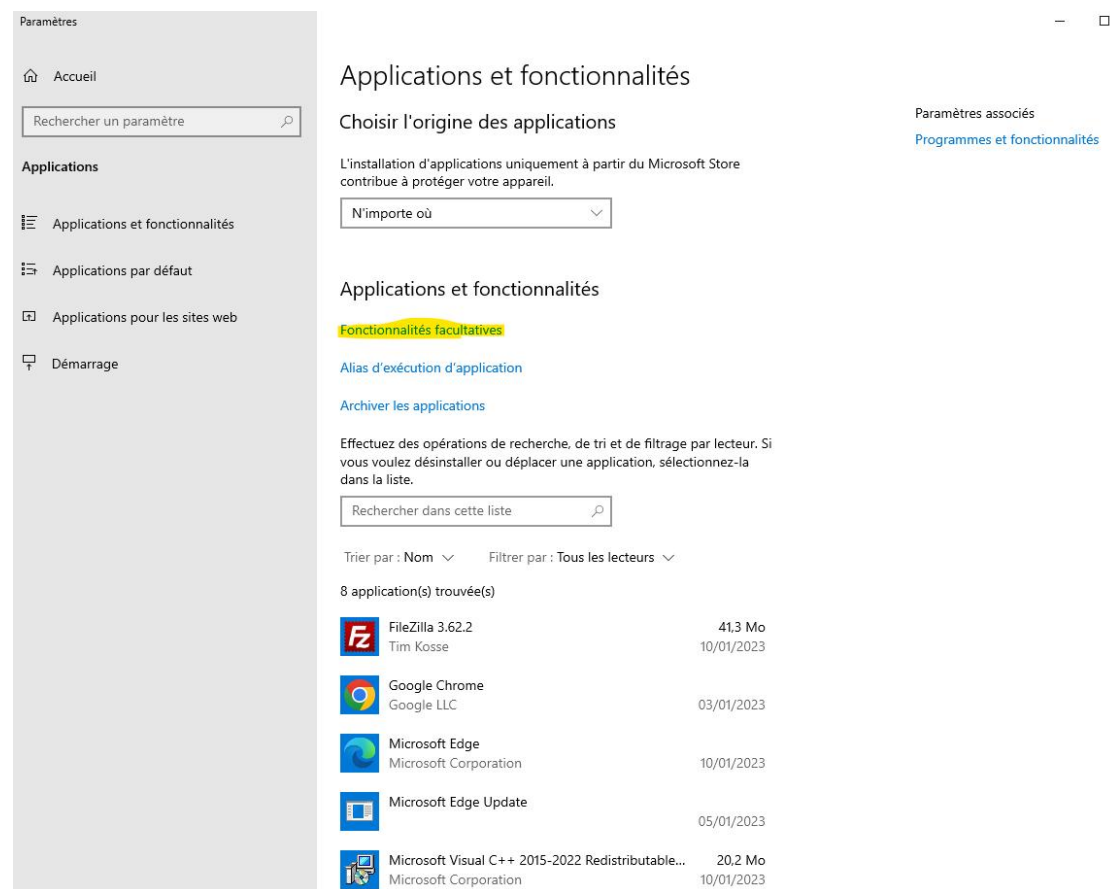 Paramètres
Accueil
Rechercher un paramètre
Applications
Applications et fonctionnalités
Applications par défaut
Applications pour les sites web
Démarrage
Applications et fonctionnalités
Choisir l'origine des applications
L'installation d'applications uniquement à partir du Microsoft Store
contribue à protéger votre appareil.
N'importe où
Applications et fonctionnalités
Fonctionnalités facultatives
Alias d'exécution d'application
Archiver les applications
Effectuez des opérations de recherche, de tri et de filtrage par lecteur. Si
vous voulez désinstaller ou déplacer une application, sélectionnez-la
dans la liste.
Rechercher dans cette liste
Trier par : Nom Filtrer par : Tous les lecteurs
8 application(s) trouvée(s)
FileZilla 3.62.2 41,3 Mo
Tim Kosse 10/01/2023
Google Chrome
Google LLC 03/01/2023
Microsoft Edge
Microsoft Corporation 10/01/2023
Microsoft Edge Update
05/01/2023
Microsoft Visual C++ 2015-2022 Redistributable... 20,2 Mo
Microsoft Corporation 10/01/2023
Paramètres associés
Programmes et fonctionnalités